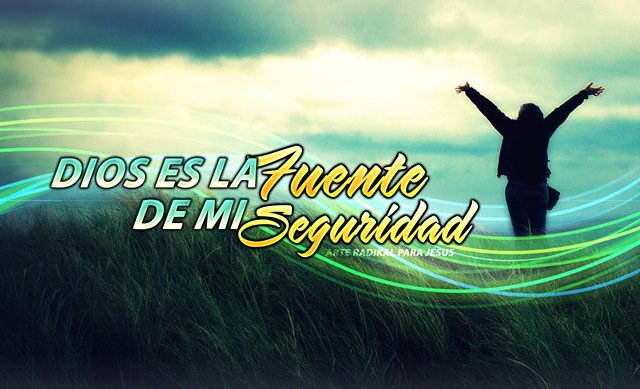 DIOS ES LA Fuente
DE MI Seguridad
ARTE RADIKAL PARA JESUS